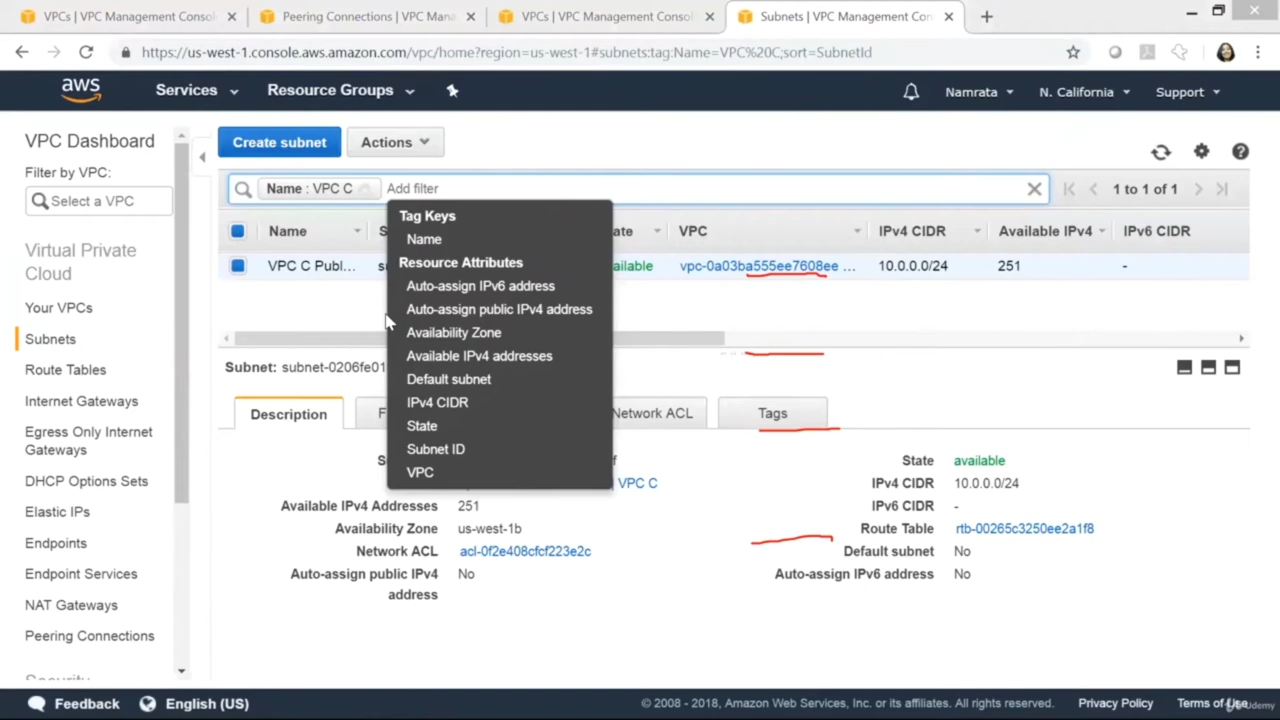 VPCs | VPC Management Consol
Peering Connections | VPC Mana
VPCs | VPC Management Consol
Subnets | VPC Management Con
https://us-west-1.console.aws.amazon.com/vpc/home?region=us-west-1#subnets:tag:Name=VPC%20C;sort=SubnetId
aws
Services
Resource Groups
Namrata
N. California
Support
VPC Dashboard
Filter by VPC:
Select a VPC
Virtual Private
Cloud
Your VPCs
Subnets
Route Tables
Internet Gateways
Egress Only Internet
Gateways
DHCP Options Sets
Elastic IPs
Endpoints
Endpoint Services
NAT Gateways
Peering Connections
Security
Create subnet
Actions
Name : VPC C
Add filter
1 to 1 of 1
Name
S
ate
VPC
IPv4 CIDR
Available IPv4
IPv6 CIDR
VPC C Publ...
su
ailable
vpc-0a03ba555ee7608ee ...
10.0.0.0/24
251
-
Tag Keys
Name
Resource Attributes
Auto-assign IPv6 address
Auto-assign public IPv4 address
Availability Zone
Available IPv4 addresses
Default subnet
IPv4 CIDR
State
Subnet ID
VPC
Subnet: subnet-0206fe01
Description
F
Network ACL
Tags
S
f
State
available
| VPC C
IPv4 CIDR
10.0.0.0/24
Available IPv4 Addresses
251
IPv6 CIDR
-
Availability Zone
us-west-1b
Route Table
rtb-00265c3250ee2a1f8
Network ACL
acl-0f2e408cfcf223e2c
Default subnet
No
Auto-assign public IPv4
address
No
Auto-assign IPv6 address
No
Feedback
English (US)
© 2008 - 2018, Amazon Web Services, Inc. or its affiliates. All rights reserved.
Privacy Policy
Terms of Use
Udemy